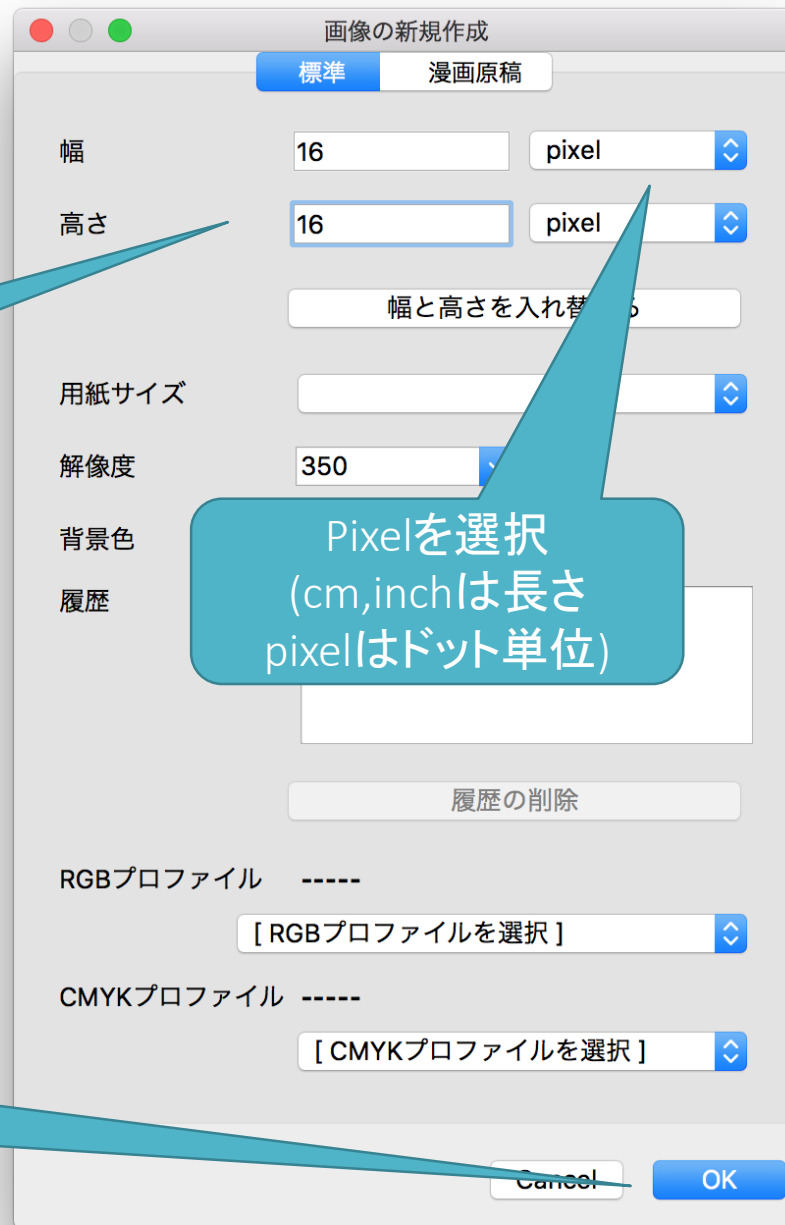 画像の新規作成
標準 漫画原稿
幅 16 pixel
高さ 16 pixel
幅と高さを入れ替
用紙サイズ
解像度 350
背景色
履歴
Pixelを選択
(cm,inchは長さ
pixelはドット単位)
履歴の削除
RGBプロファイル -----
[ RGBプロファイルを選択 ]
CMYKプロファイル -----
[ CMYKプロファイルを選択 ]
Cancel OK